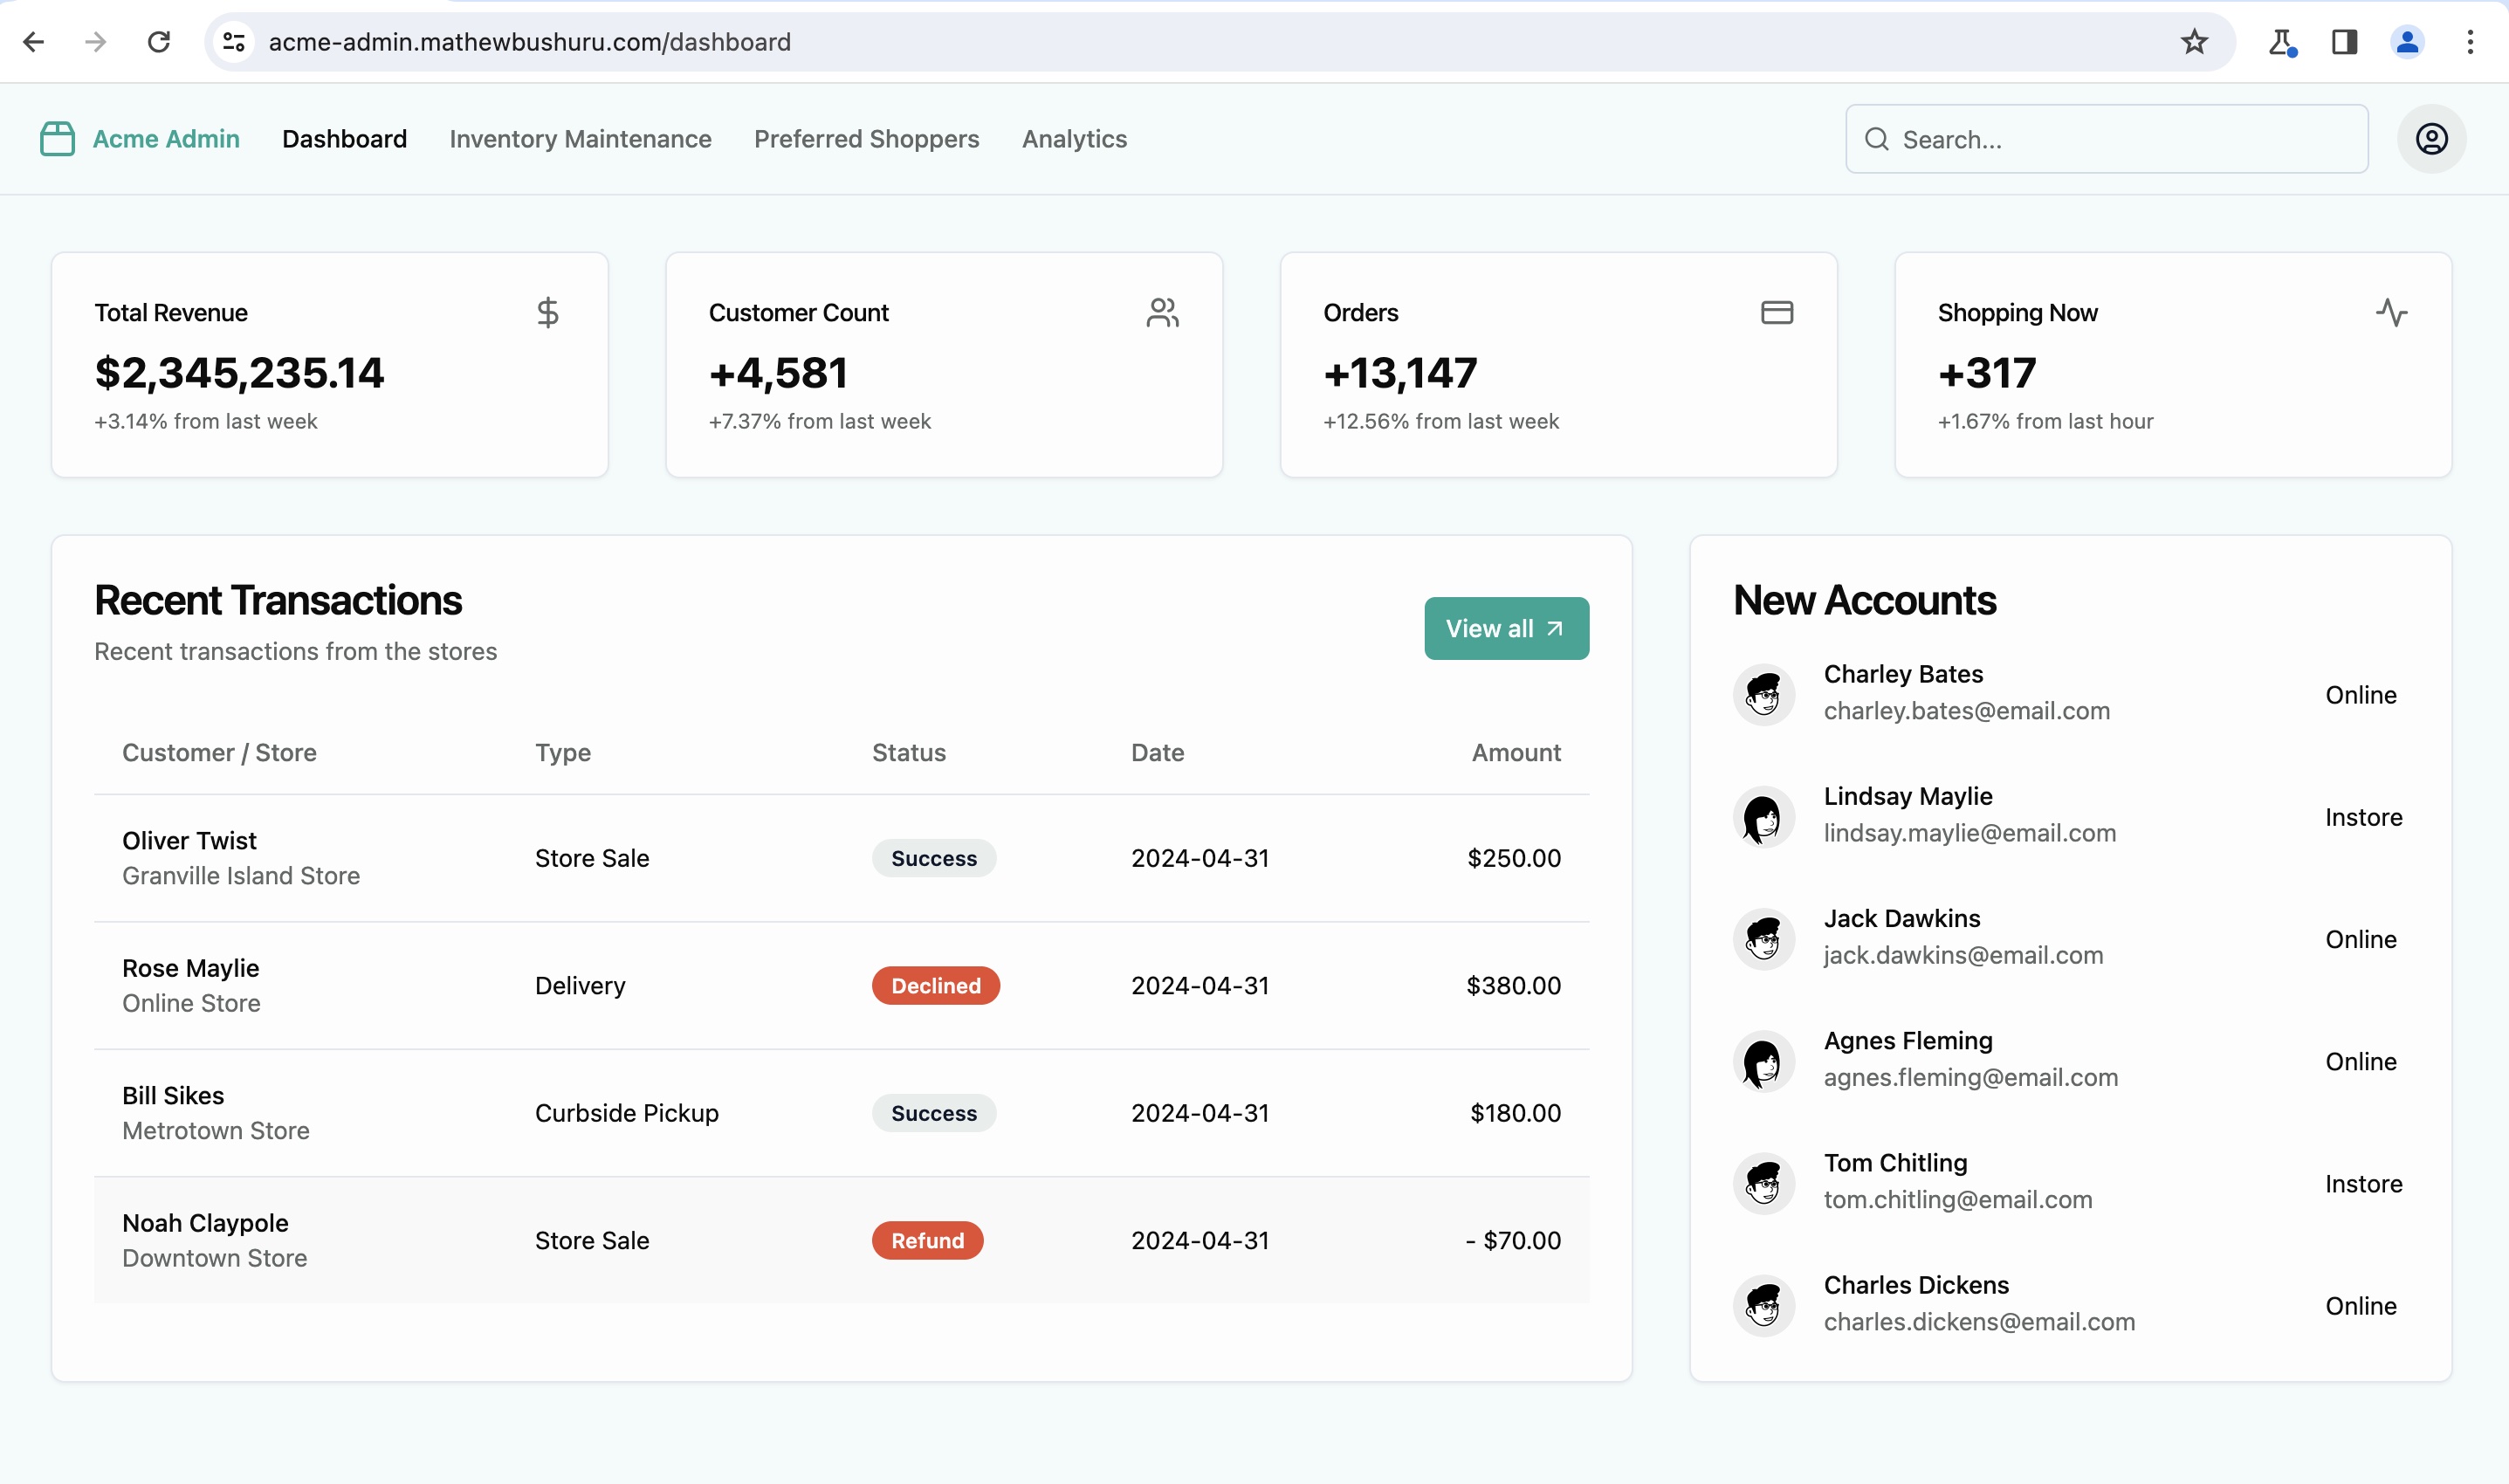 acme-admin.mathewbushuru.com/dashboard
Acme Admin Dashboard Inventory Maintenance Preferred Shoppers Analytics Search...
Total Revenue
$2,345,235.14
+3.14% from last week
Customer Count
+4,581
+7.37% from last week
Orders
+13,147
+12.56% from last week
Shopping Now
+317
+1.67% from last hour
Recent Transactions
Recent transactions from the stores
View all
Customer / Store Type Status Date Amount
Oliver Twist
Granville Island Store
Store Sale Success 2024-04-31 $250.00
Rose Maylie
Online Store
Delivery Declined 2024-04-31 $380.00
Bill Sikes
Metrotown Store
Curbside Pickup Success 2024-04-31 $180.00
Noah Claypole
Downtown Store
Store Sale Refund 2024-04-31 - $70.00
New Accounts
Charley Bates
charley.bates@email.com
Online
Lindsay Maylie
lindsay.maylie@email.com
Instore
Jack Dawkins
jack.dawkins@email.com
Online
Agnes Fleming
agnes.fleming@email.com
Online
Tom Chitling
tom.chitling@email.com
Instore
Charles Dickens
charles.dickens@email.com
Online